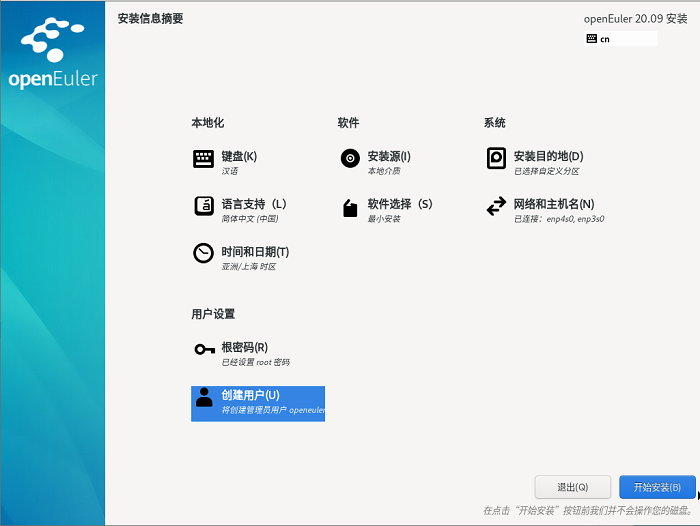 openEuler
安装信息摘要
openEuler 20.09 安装
cn
本地化
键盘(K)
汉语
语言支持（L）
简体中文 (中国)
时间和日期(T)
亚洲/上海 时区
软件
安装源(I)
本地介质
软件选择（S）
最小安装
系统
安装目的地(D)
已选择自定义分区
网络和主机名(N)
已连接：enp4s0, enp3s0
用户设置
根密码(R)
已经设置 root 密码
创建用户(U)
将创建管理员用户 openeuler
退出(Q)
开始安装(B)
在点击“开始安装”按钮前我们并不会操作您的磁盘。